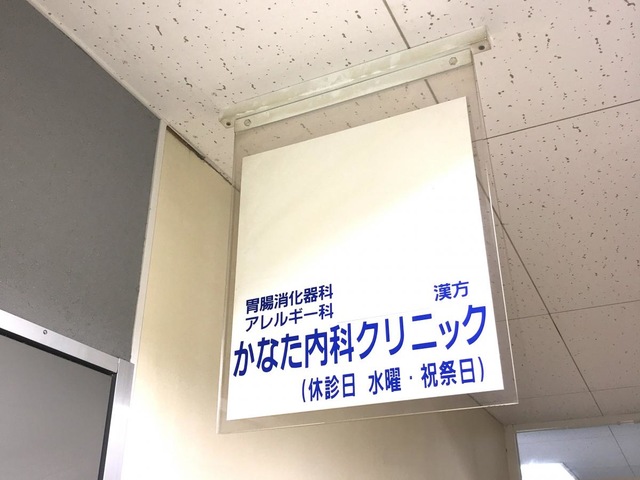 胃腸消化器科 漢方
アレルギー科
かなた内科クリニック
(休診日 水曜・祝祭日)